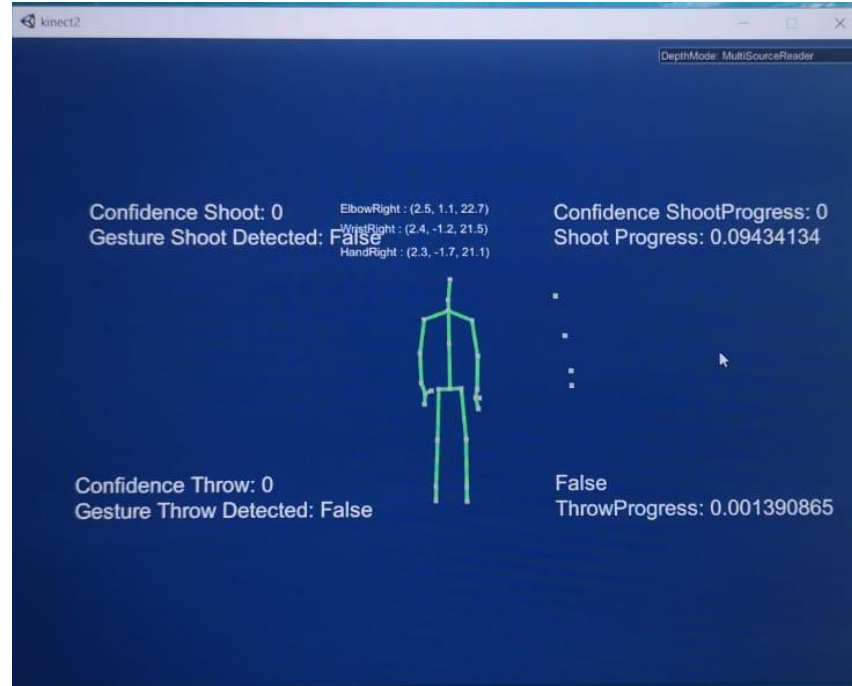 kinect2
DepthMode: MultiSourceReader
Confidence Shoot: 0
Gesture Shoot Detected: False
ElbowRight : (2.5, 1.1, 22.7)
WristRight : (2.4, -1.2, 21.5)
HandRight : (2.3, -1.7, 21.1)
Confidence ShootProgress: 0
Shoot Progress: 0.09434134
Confidence Throw: 0
Gesture Throw Detected: False
False
ThrowProgress: 0.001390865